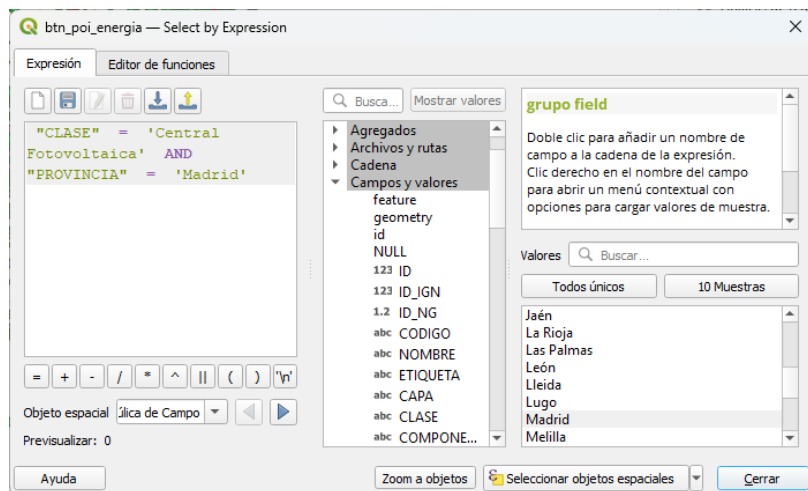 btn_poi_energia — Select by Expression
Expresión
Editor de funciones
"CLASE" = 'Central
Fotovoltaica' AND
"PROVINCIA" = 'Madrid'
= + - / * ^ || ( ) '\n'
Objeto espacial úlica de Campo
Previsualizar: 0
Busca... Mostrar valores
Agregados
Archivos y rutas
Cadena
Campos y valores
feature
geometry
id
NULL
123 ID
123 ID_IGN
1.2 ID_NG
abc CODIGO
abc NOMBRE
abc ETIQUETA
abc CAPA
abc CLASE
abc COMPONE...
grupo field
Doble clic para añadir un nombre de
campo a la cadena de la expresión.
Clic derecho en el nombre del campo
para abrir un menú contextual con
opciones para cargar valores de muestra.
Valores Buscar...
Todos únicos 10 Muestras
Jaén
La Rioja
Las Palmas
León
Lleida
Lugo
Madrid
Melilla
Ayuda
Zoom a objetos
Seleccionar objetos espaciales
Cerrar